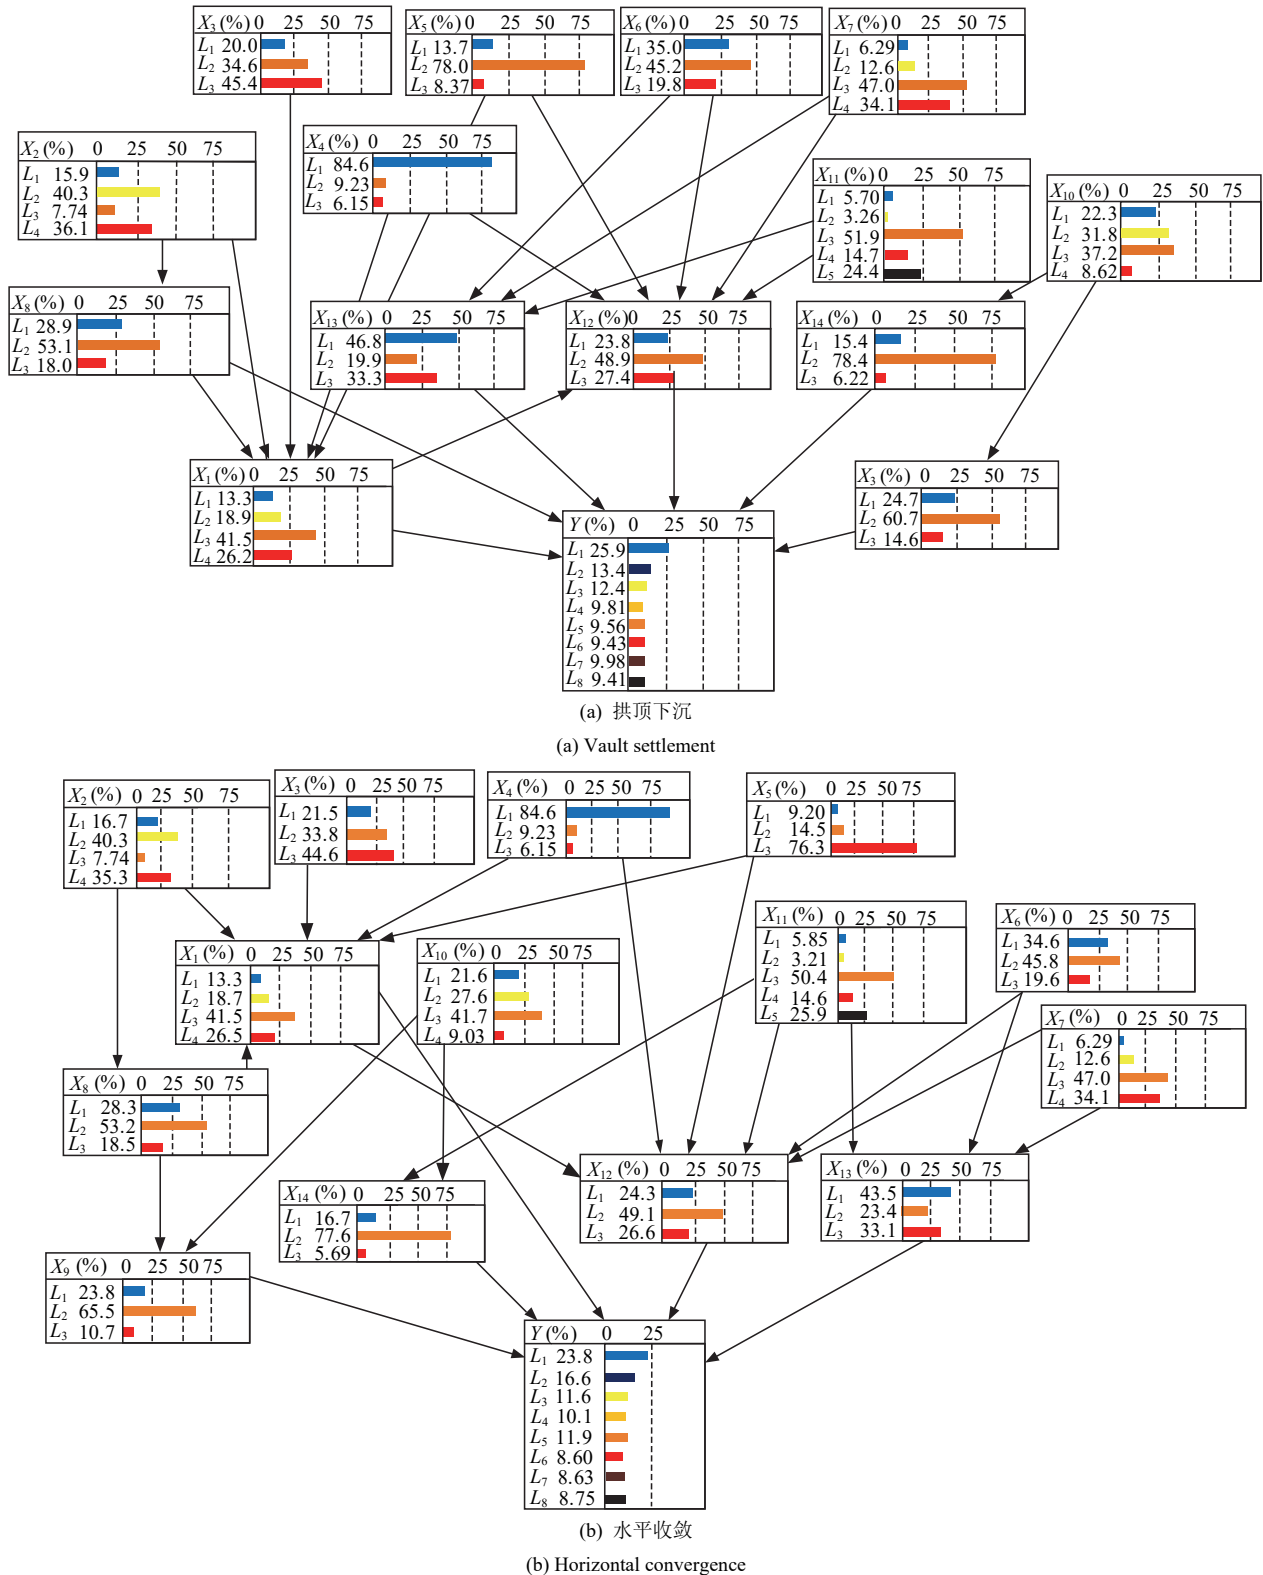 X3 (%) 0 25 50 75
L1 20.0
L2 34.6
L3 45.4
X5 (%) 0 25 50 75
L1 13.7
L2 78.0
L3 8.37
X6 (%) 0 25 50 75
L1 35.0
L2 45.2
L3 19.8
X7 (%) 0 25 50 75
L1 6.29
L2 12.6
L3 47.0
L4 34.1
X2 (%) 0 25 50 75
L1 15.9
L2 40.3
L3 7.74
L4 36.1
X4 (%) 0 25 50 75
L1 84.6
L2 9.23
L3 6.15
X11 (%) 0 25 50 75
L1 5.70
L2 3.26
L3 51.9
L4 14.7
L5 24.4
X10 (%) 0 25 50 75
L1 22.3
L2 31.8
L3 37.2
L4 8.62
X8 (%) 0 25 50 75
L1 28.9
L2 53.1
L3 18.0
X13 (%) 0 25 50 75
L1 46.8
L2 19.9
L3 33.3
X12 (%) 0 25 50 75
L1 23.8
L2 48.9
L3 27.4
X14 (%) 0 25 50 75
L1 15.4
L2 78.4
L3 6.22
X1 (%) 0 25 50 75
L1 13.3
L2 18.9
L3 41.5
L4 26.2
X3 (%) 0 25 50 75
L1 24.7
L2 60.7
L3 14.6
Y (%) 0 25 50 75
L1 25.9
L2 13.4
L3 12.4
L4 9.81
L5 9.56
L6 9.43
L7 9.98
L8 9.41
(a) 拱顶下沉
(a) Vault settlement
X2 (%) 0 25 50 75
L1 16.7
L2 40.3
L3 7.74
L4 35.3
X3 (%) 0 25 50 75
L1 21.5
L2 33.8
L3 44.6
X4 (%) 0 25 50 75
L1 84.6
L2 9.23
L3 6.15
X5 (%) 0 25 50 75
L1 9.20
L2 14.5
L3 76.3
X11 (%) 0 25 50 75
L1 5.85
L2 3.21
L3 50.4
L4 14.6
L5 25.9
X6 (%) 0 25 50 75
L1 34.6
L2 45.8
L3 19.6
X1 (%) 0 25 50 75
L1 13.3
L2 18.7
L3 41.5
L4 26.5
X10 (%) 0 25 50 75
L1 21.6
L2 27.6
L3 41.7
L4 9.03
X7 (%) 0 25 50 75
L1 6.29
L2 12.6
L3 47.0
L4 34.1
X8 (%) 0 25 50 75
L1 28.3
L2 53.2
L3 18.5
X14 (%) 0 25 50 75
L1 16.7
L2 77.6
L3 5.69
X12 (%) 0 25 50 75
L1 24.3
L2 49.1
L3 26.6
X13 (%) 0 25 50 75
L1 43.5
L2 23.4
L3 33.1
X9 (%) 0 25 50 75
L1 23.8
L2 65.5
L3 10.7
Y (%) 0 25
L1 23.8
L2 16.6
L3 11.6
L4 10.1
L5 11.9
L6 8.60
L7 8.63
L8 8.75
(b) 水平收敛
(b) Horizontal convergence